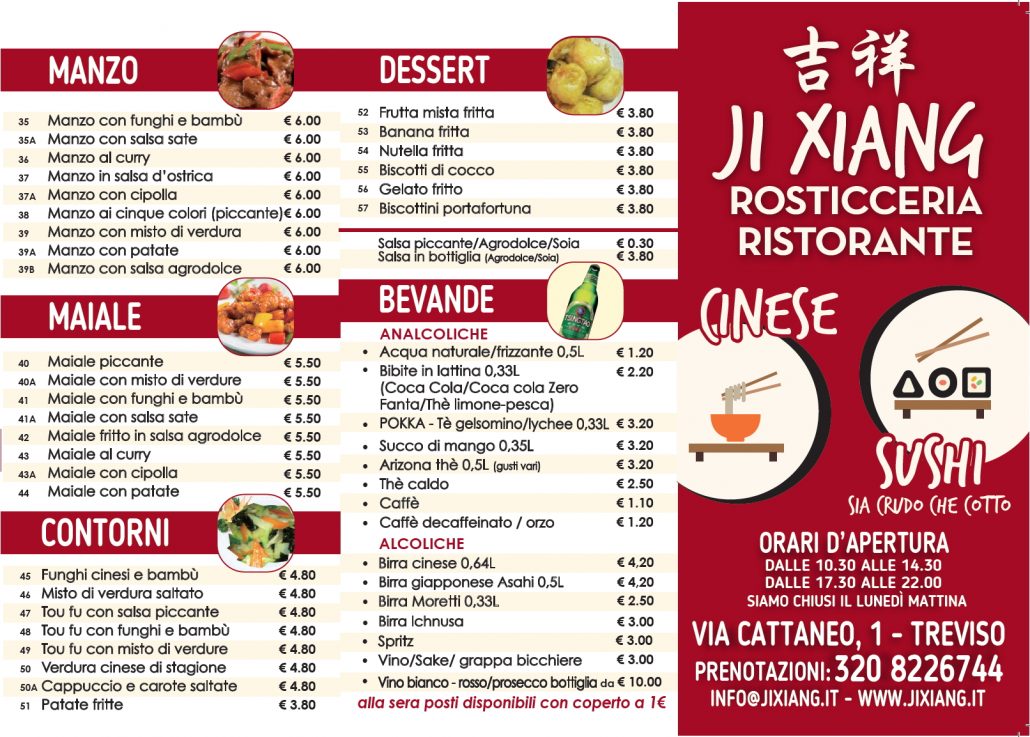 MANZO
35 Manzo con funghi e bambù € 6.00
35A Manzo con salsa sate € 6.00
36 Manzo al curry € 6.00
37 Manzo in salsa d'ostrica € 6.00
37A Manzo con cipolla € 6.00
38 Manzo ai cinque colori (piccante) € 6.00
39 Manzo con misto di verdura € 6.00
39A Manzo con patate € 6.00
39B Manzo con salsa agrodolce € 6.00
MAIALE
40 Maiale piccante € 5.50
40A Maiale con misto di verdure € 5.50
41 Maiale con funghi e bambù € 5.50
41A Maiale con salsa sate € 5.50
42 Maiale fritto in salsa agrodolce € 5.50
43 Maiale al curry € 5.50
43A Maiale con cipolla € 5.50
44 Maiale con patate € 5.50
CONTORNI
45 Funghi cinesi e bambù € 4.80
46 Misto di verdura saltato € 4.80
47 Tou fu con salsa piccante € 4.80
48 Tou fu con funghi e bambù € 4.80
49 Tou fu con misto di verdure € 4.80
50 Verdura cinese di stagione € 4.80
50A Cappuccio e carote saltate € 4.80
51 Patate fritte € 3.80
DESSERT
52 Frutta mista fritta € 3.80
53 Banana fritta € 3.80
54 Nutella fritta € 3.80
55 Biscotti di cocco € 3.80
56 Gelato fritto € 3.80
57 Biscottini portafortuna € 3.80
Salsa piccante/Agrodolce/Soia € 0.30
Salsa in bottiglia (Agrodolce/Soia) € 3.80
BEVANDE
TSINGTAO
ANALCOLICHE
• Acqua naturale/frizzante 0,5L € 1.20
• Bibite in lattina 0,33L € 2.20
(Coca Cola/Coca cola Zero
Fanta/Thè limone-pesca)
• POKKA - Tè gelsomino/lychee 0,33L € 3.20
• Succo di mango 0,35L € 3.20
• Arizona thè 0,5L (gusti vari) € 3.20
• Thè caldo € 2.50
• Caffè € 1.10
• Caffè decaffeinato / orzo € 1.20
ALCOLICHE
• Birra cinese 0,64L € 4,20
• Birra giapponese Asahi 0,5L € 4,20
• Birra Moretti 0,33L € 2.50
• Birra Ichnusa € 3.00
• Spritz € 3.00
• Vino/Sake/ grappa bicchiere € 3.00
• Vino bianco - rosso/prosecco bottiglia da € 10.00
alla sera posti disponibili con coperto a 1€
吉祥
JI XIANG
ROSTICCERIA
RISTORANTE
CINESE
SUSHI
SIA CRUDO CHE COTTO
ORARI D'APERTURA
DALLE 10.30 ALLE 14.30
DALLE 17.30 ALLE 22.00
SIAMO CHIUSI IL LUNEDÌ MATTINA
VIA CATTANEO, 1 - TREVISO
PRENOTAZIONI: 320 8226744
INFO@JIXIANG.IT - WWW.JIXIANG.IT